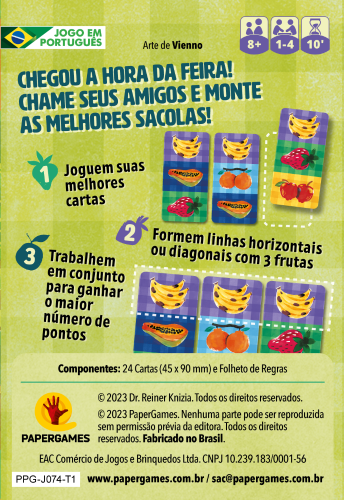 JOGO EM
PORTUGUÊS
Arte de Vienno
8+
1-4
10'
CHEGOU A HORA DA FEIRA!
CHAME SEUS AMIGOS E MONTE
AS MELHORES SACOLAS!
1
Joguem suas
melhores
cartas
2
Formem linhas horizontais
ou diagonais com 3 frutas
3
Trabalhem
em conjunto
para ganhar
o maior
número de
pontos
Componentes: 24 Cartas (45 x 90 mm) e Folheto de Regras
PAPERGAMES
© 2023 Dr. Reiner Knizia. Todos os direitos reservados.
© 2023 PaperGames. Nenhuma parte pode ser reproduzida
sem permissão prévia da editora. Todos os direitos
reservados. Fabricado no Brasil.
EAC Comércio de Jogos e Brinquedos Ltda. CNPJ 10.239.183/0001-56
PPG-J074-T1
www.papergames.com.br / sac@papergames.com.br